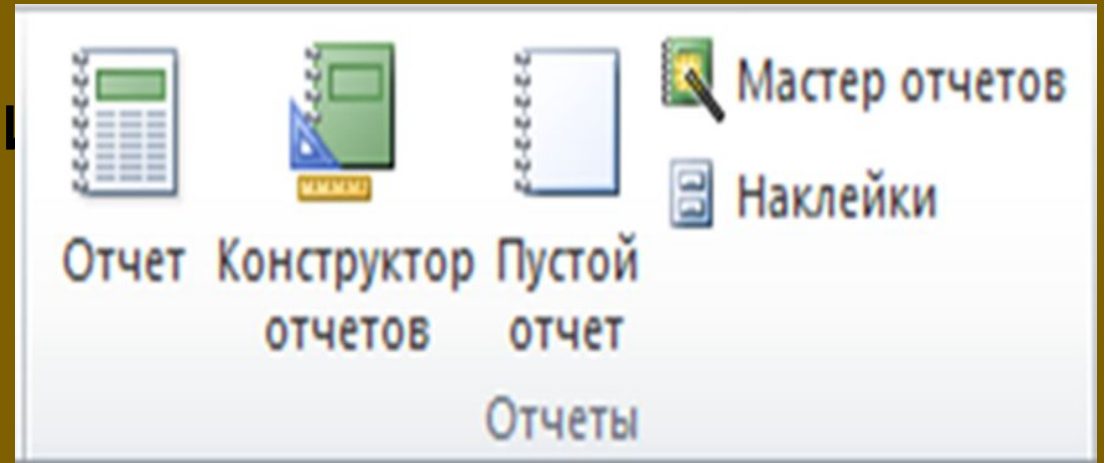 Отчет
Конструктор
отчетов
Пустой
отчет
Мастер отчетов
Наклейки
Отчеты